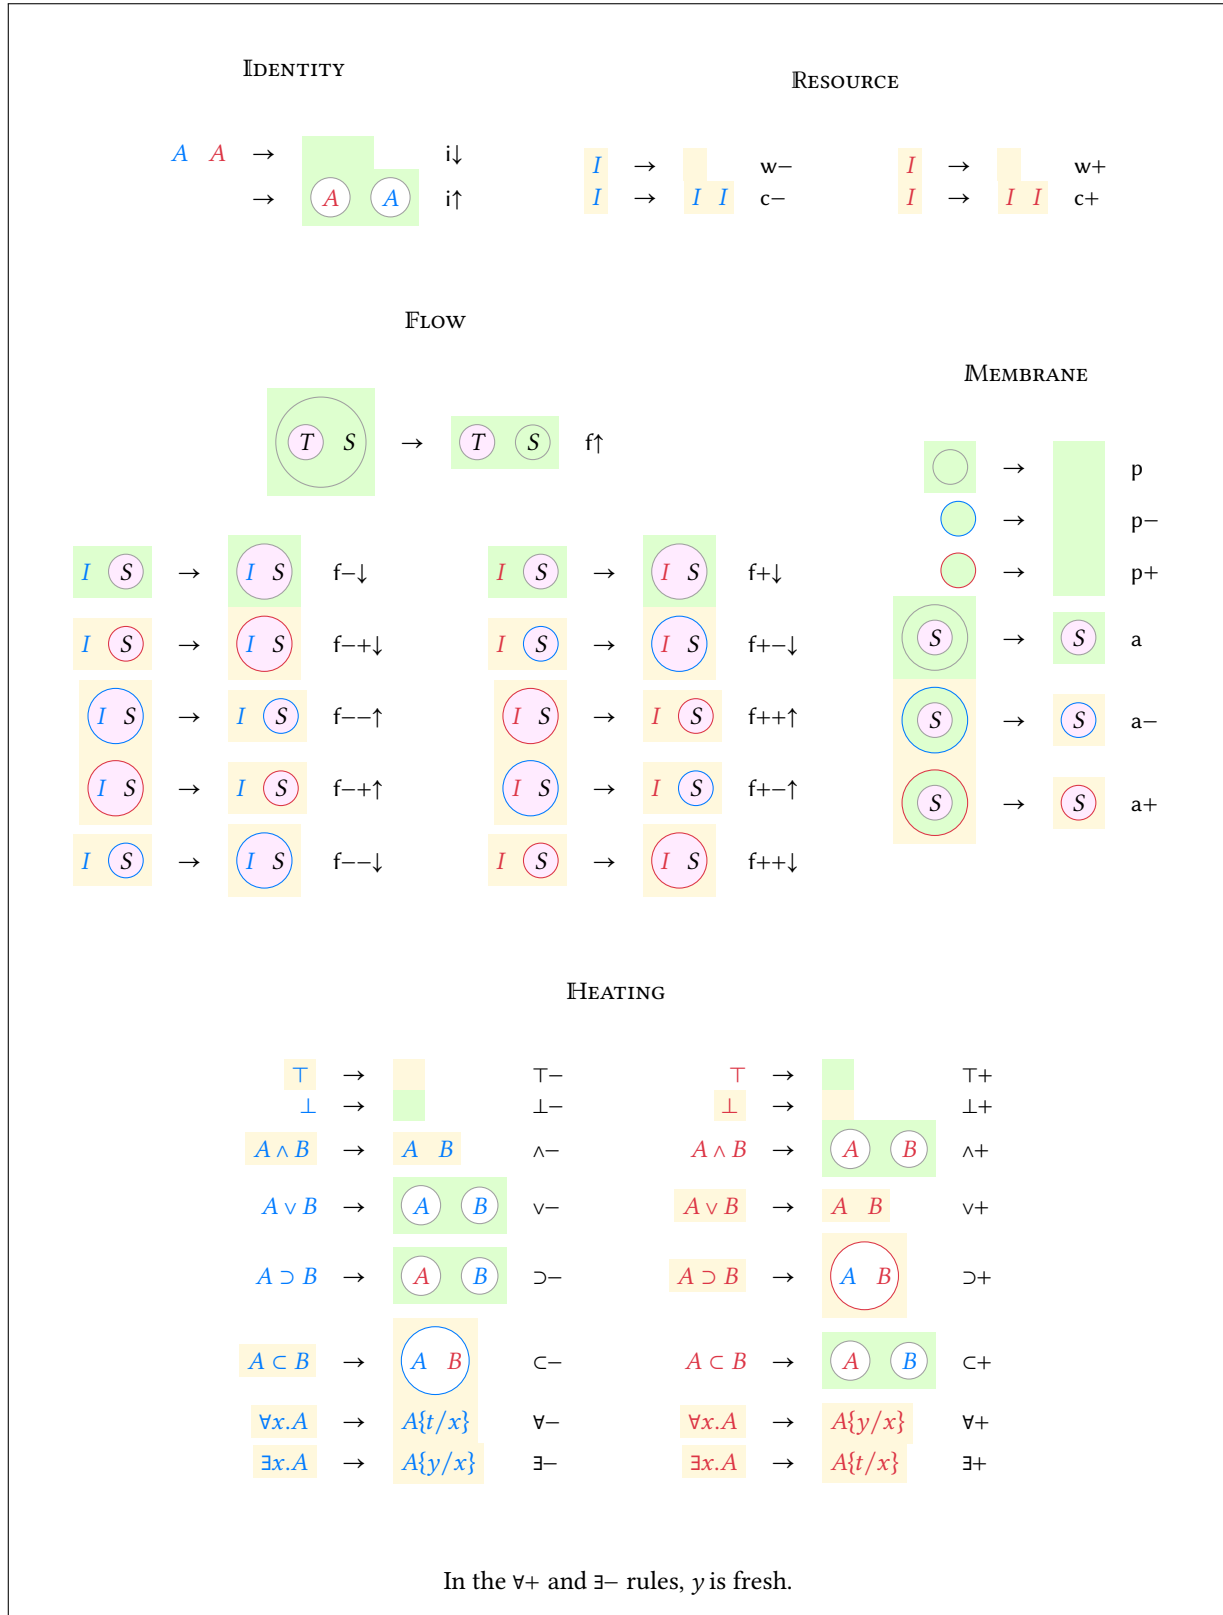 IDENTITY
A A → i↓
→ A A i↑
RESOURCE
I → w−
I → I I c−
I → w+
I → I I c+
FLOW
T S → T S f↑
I S → I S f−↓
I S → I S f−+↓
I S → I S f−−↑
I S → I S f−+↑
I S → I S f−−↓
I S → I S f+↓
I S → I S f+−↓
I S → I S f++↑
I S → I S f+−↑
I S → I S f++↓
MEMBRANE
→ p
→ p−
→ p+
S → S a
S → S a−
S → S a+
HEATING
⊤ → ⊤−
⊥ → ⊥−
A ∧ B → A B ∧−
A ∨ B → A B ∨−
A ⊃ B → A B ⊃−
A ⊂ B → A B ⊂−
∀x.A → A{t/x} ∀−
∃x.A → A{y/x} ∃−
⊤ → ⊤+
⊥ → ⊥+
A ∧ B → A B ∧+
A ∨ B → A B ∨+
A ⊃ B → A B ⊃+
A ⊂ B → A B ⊂+
∀x.A → A{y/x} ∀+
∃x.A → A{t/x} ∃+
In the ∀+ and ∃− rules, y is fresh.